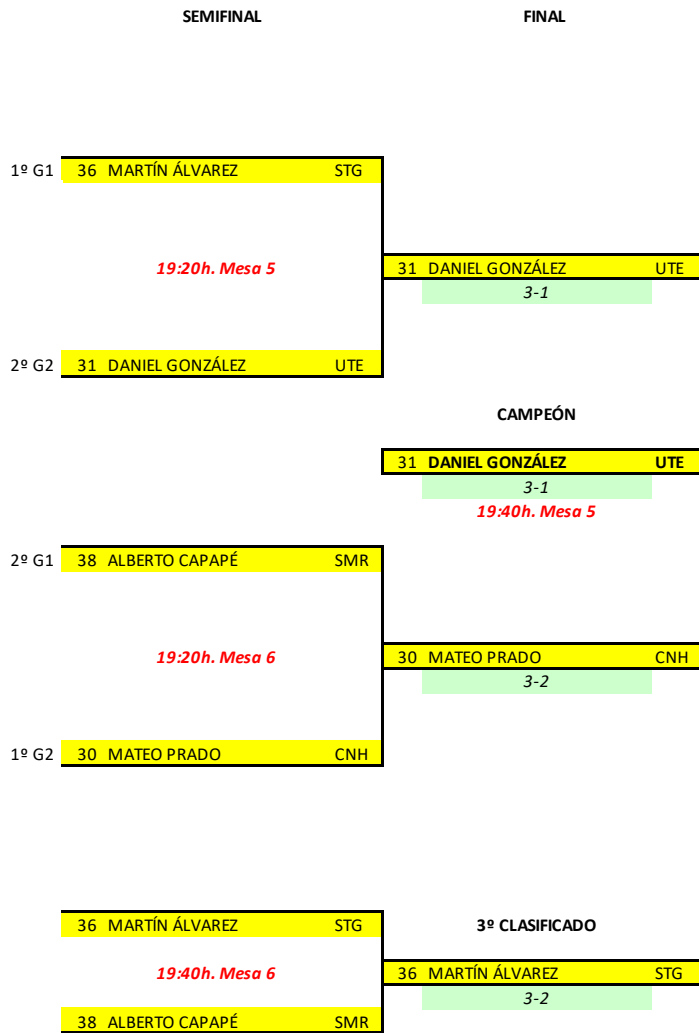 SEMIFINAL FINAL
1º G1 36 MARTÍN ÁLVAREZ STG
19:20h. Mesa 5 31 DANIEL GONZÁLEZ UTE
3-1
2º G2 31 DANIEL GONZÁLEZ UTE
CAMPEÓN
31 DANIEL GONZÁLEZ UTE
3-1
19:40h. Mesa 5
2º G1 38 ALBERTO CAPAPÉ SMR
19:20h. Mesa 6 30 MATEO PRADO CNH
3-2
1º G2 30 MATEO PRADO CNH
36 MARTÍN ÁLVAREZ STG 3º CLASIFICADO
19:40h. Mesa 6 36 MARTÍN ÁLVAREZ STG
3-2
38 ALBERTO CAPAPÉ SMR